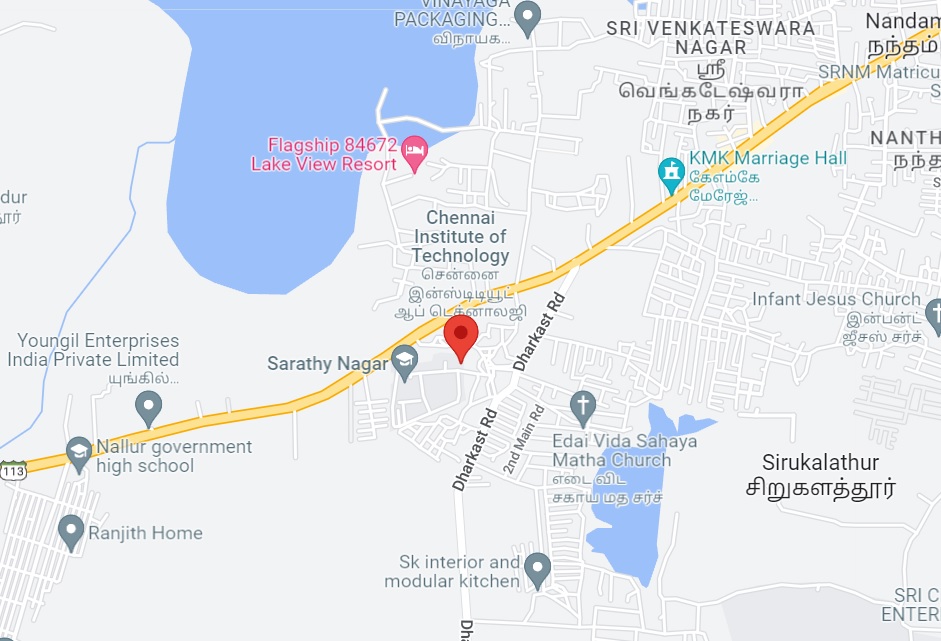 VINAYAGA
PACKAGING...
விநாயக...
SRI VENKATESWARA
NAGAR
ஸ்ரீ
வெங்கடேஷ்வரா
நகர்
Nandam
நந்தம்
SRNM Matricu
S
Flagship 84672
Lake View Resort
KMK Marriage Hall
கேஎம்கே
மேரேஜ்...
NANTH
நந்த
s
dur
ூர்
Chennai
Institute of
Technology
சென்னை
இன்ஸ்டிடியூட்
ஆப் டெக்னாலஜி
Infant Jesus Church
இன்பன்ட்
ஜீசஸ் சர்ச்
Dharkast Rd
Youngil Enterprises
India Private Limited
யுங்கில்...
Sarathy Nagar
Dharkast Rd
2nd Main Rd
Edai Vida Sahaya
Matha Church
எடை விட
சகாய மத சர்ச்
Nallur government
high school
113
Sirukalathur
சிறுகளத்தூர்
Ranjith Home
Sk interior and
modular kitchen
SRI C
ENTER
Dha